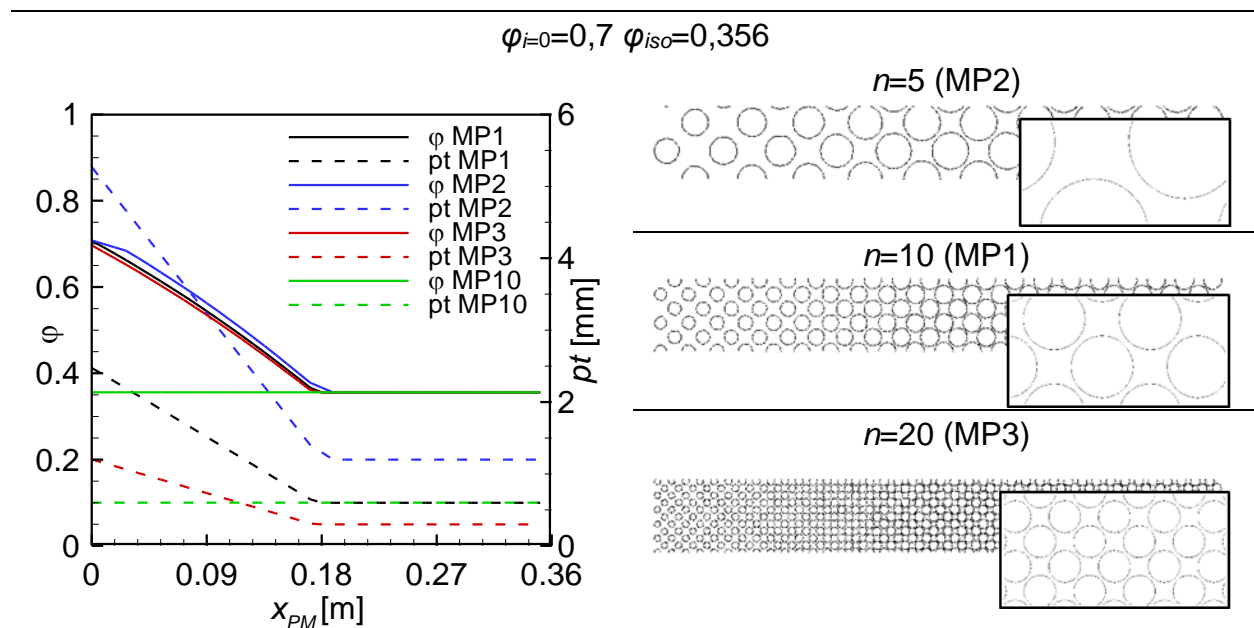 φi=0=0,7 φiso=0,356
n=5 (MP2)
n=10 (MP1)
n=20 (MP3)
φ MP1
pt MP1
φ MP2
pt MP2
φ MP3
pt MP3
φ MP10
pt MP10
φ
1
0.8
0.6
0.4
0.2
0
pt [mm]
6
4
2
0
0
0.09
0.18
0.27
0.36
xPM [m]